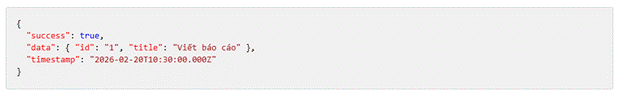 {
"success": true,
"data": { "id": "1", "title": "Viết báo cáo" },
"timestamp": "2026-02-20T10:30:00.000Z"
}